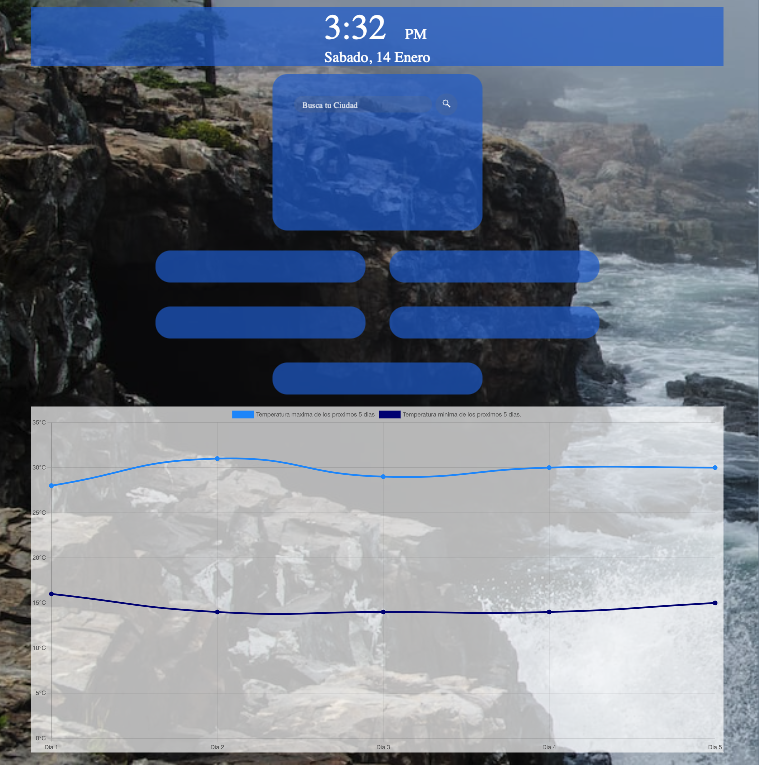 3:32 PM
Sabado, 14 Enero
Busca tu Ciudad
Temperatura maxima de los proximos 5 dias Temperatura minima de los proximos 5 dias.
35°C
30°C
25°C
20°C
15°C
10°C
5°C
0°C
Dia 1 Dia 2 Dia 3 Dia 4 Dia 5